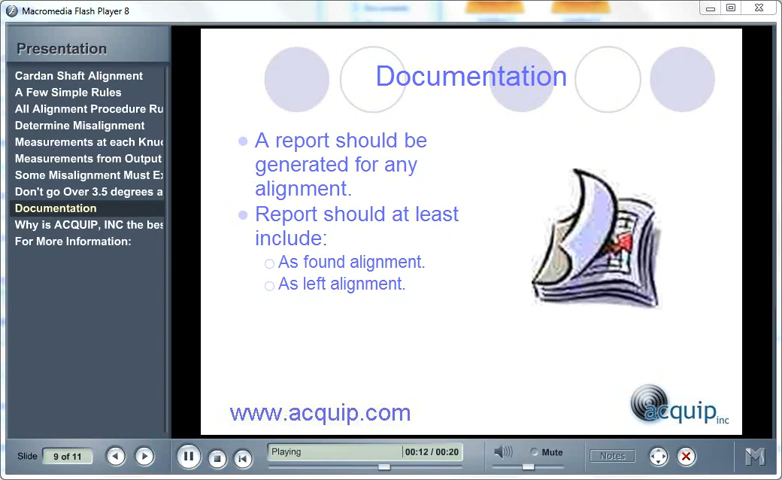 Macromedia Flash Player 8
Presentation
Cardan Shaft Alignment
A Few Simple Rules
All Alignment Procedure Ru
Determine Misalignment
Measurements at each Knuc
Measurements from Output
Some Misalignment Must Ex
Don't go Over 3.5 degrees a
Documentation
Why is ACQUIP, INC the bes
For More Information:
Documentation
A report should be
generated for any
alignment.
Report should at least
include:
As found alignment.
As left alignment.
www.acquip.com
acquip inc
Slide 9 of 11
Playing 00:12 / 00:20
Mute
Notes